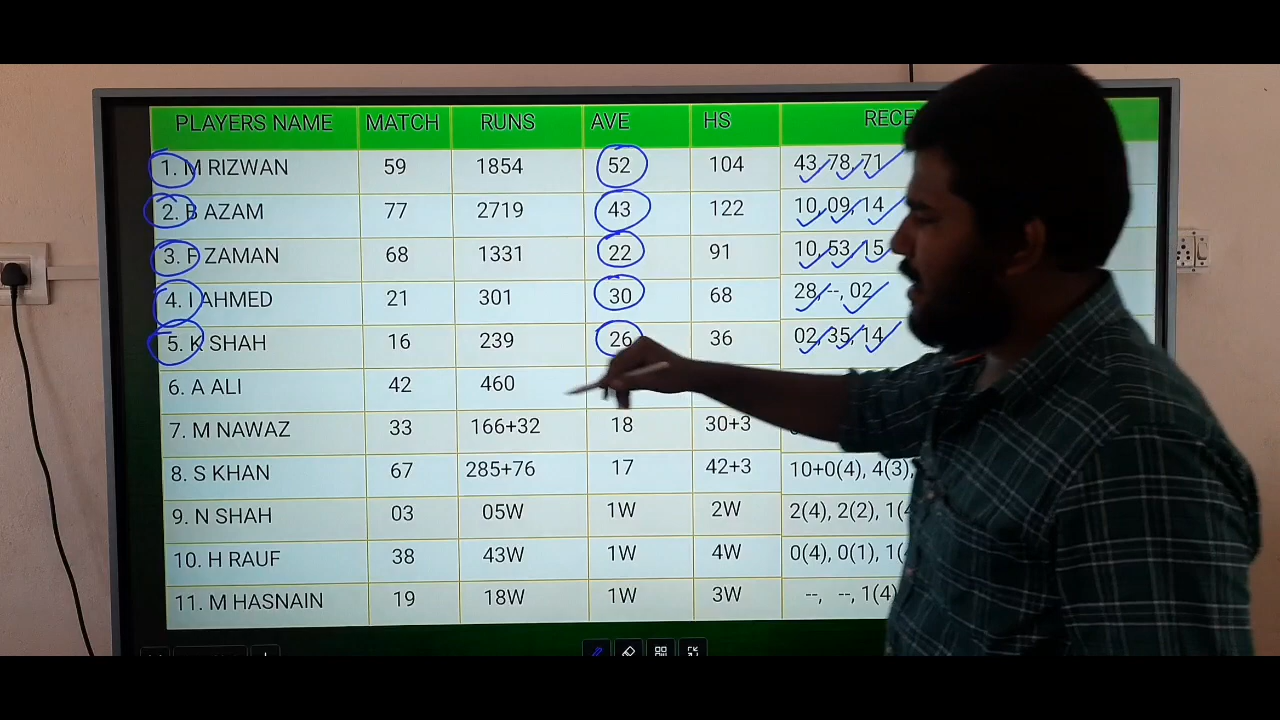 PLAYERS NAME MATCH RUNS AVE HS RECE
1. M RIZWAN 59 1854 52 104 43, 78, 71
2. B AZAM 77 2719 43 122 10, 09, 14
3. F ZAMAN 68 1331 22 91 10, 53, 15
4. I AHMED 21 301 30 68 28, --, 02
5. K SHAH 16 239 26 36 02, 35, 14
6. A ALI 42 460
7. M NAWAZ 33 166+32 18 30+3
8. S KHAN 67 285+76 17 42+3 10+0(4), 4(3),
9. N SHAH 03 05W 1W 2W 2(4), 2(2), 1(4
10. H RAUF 38 43W 1W 4W 0(4), 0(1), 1(
11. M HASNAIN 19 18W 1W 3W --, --, 1(4)